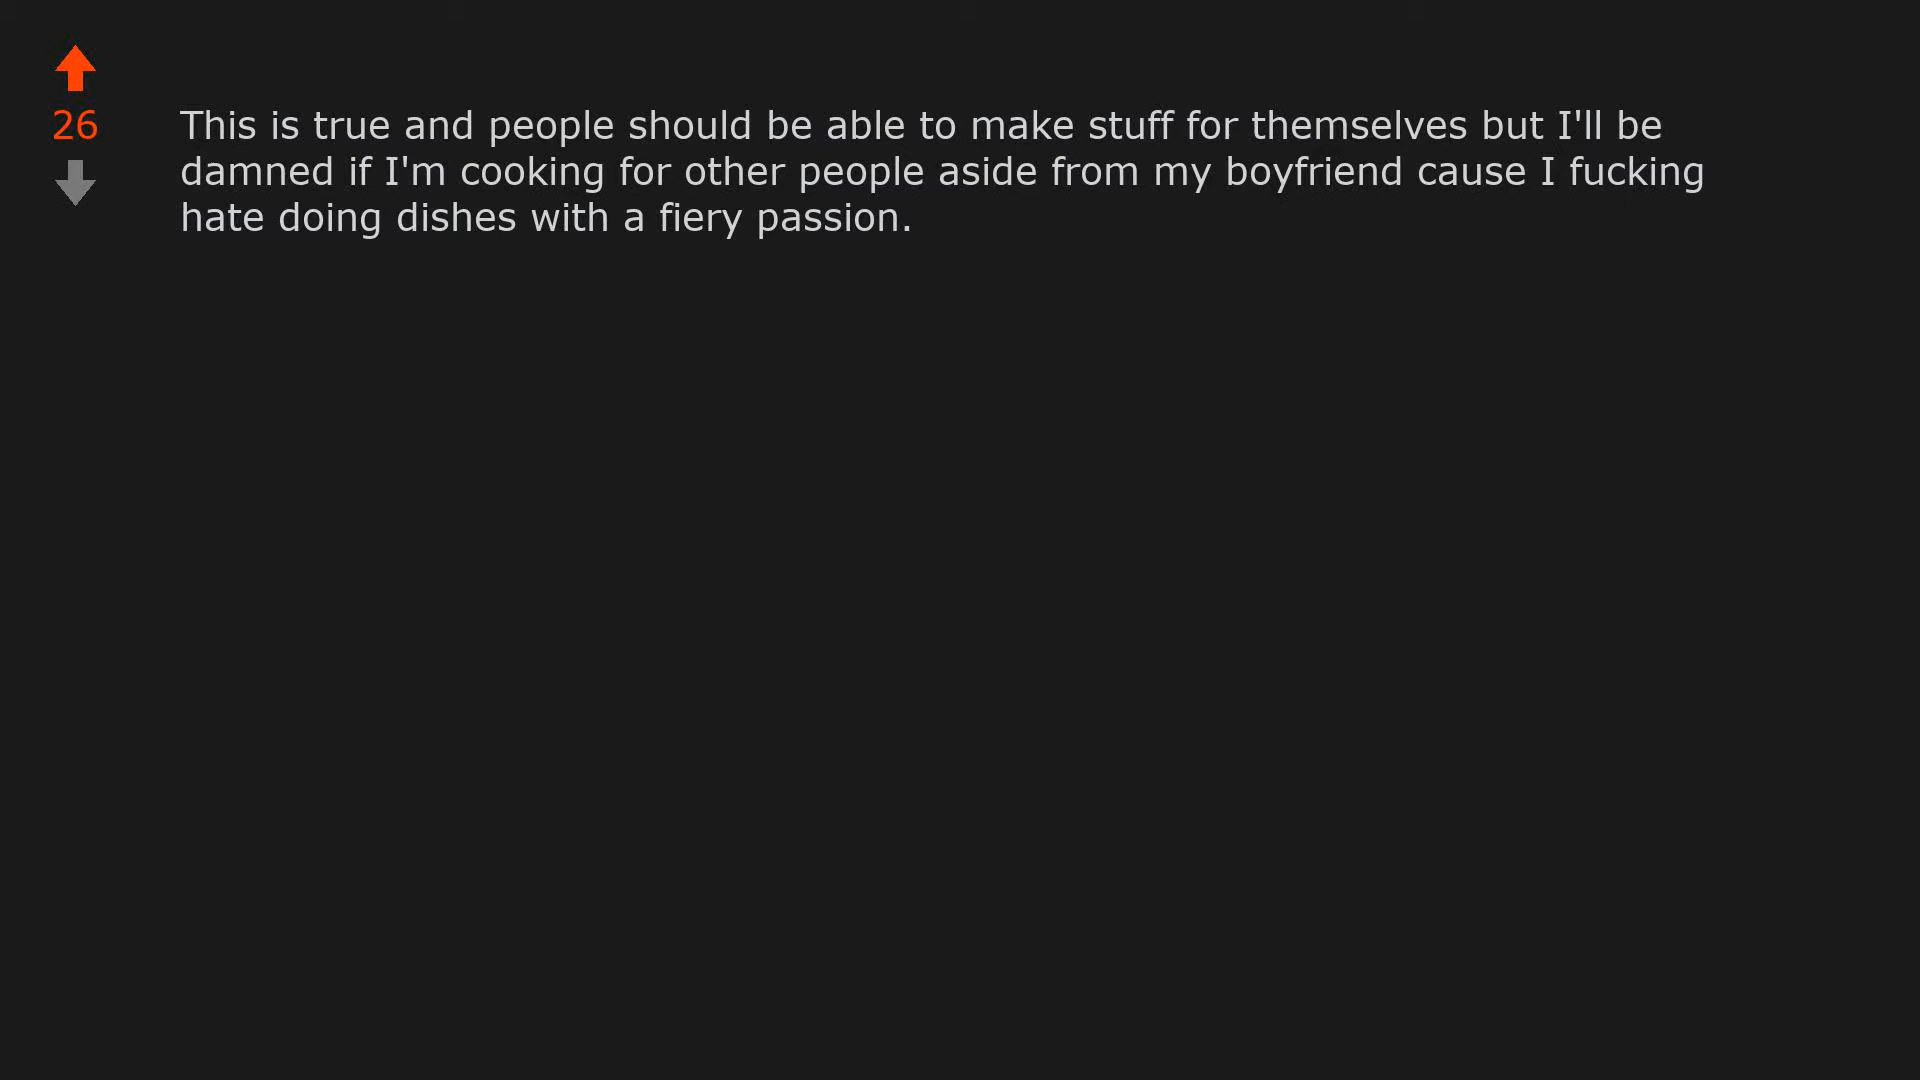 26
This is true and people should be able to make stuff for themselves but I'll be
damned if I'm cooking for other people aside from my boyfriend cause I fucking
hate doing dishes with a fiery passion.